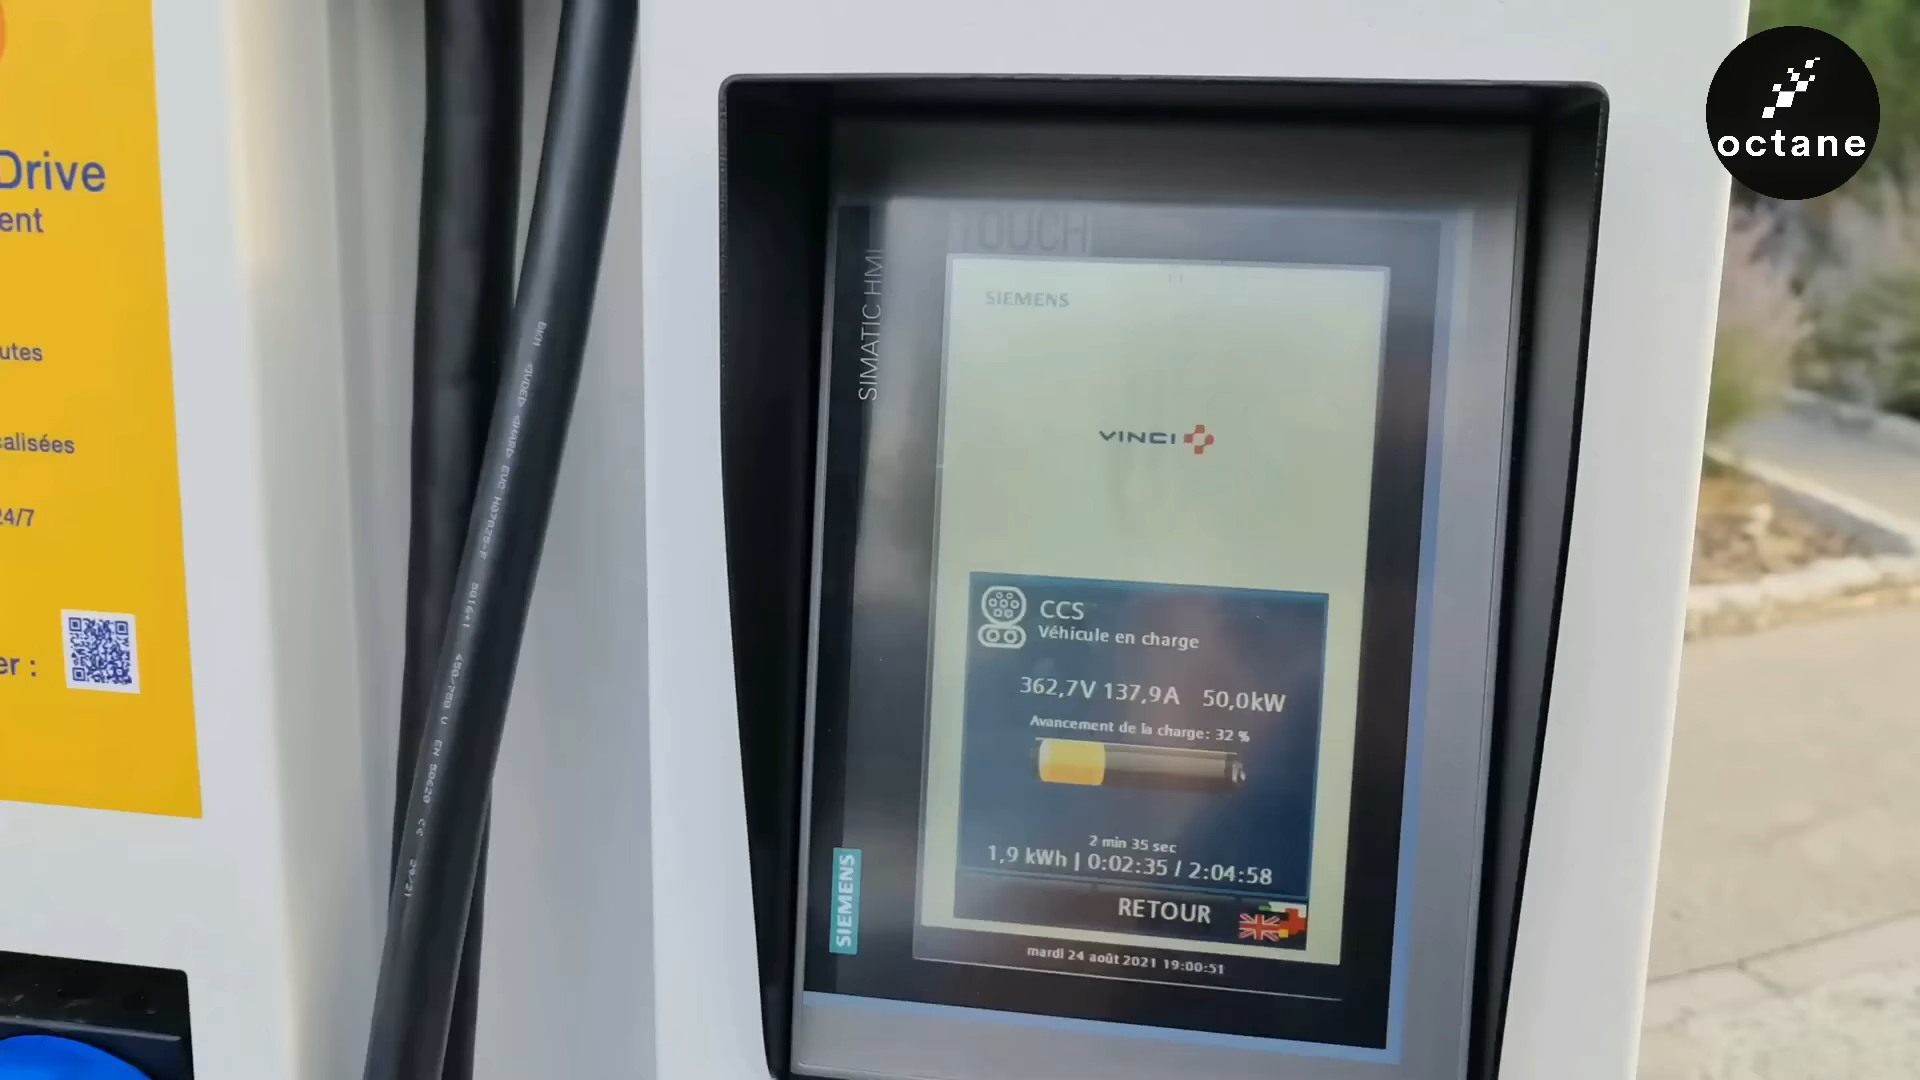 Drive
ent
utes
alisées
24/7
er :
octane
TOUCH
SIMATIC HMI
SIEMENS
VINCI
CCS
Véhicule en charge
362,7V 137,9A 50,0kW
Avancement de la charge: 32 %
2 min 35 sec
1,9 kWh | 0:02:35 / 2:04:58
RETOUR
mardi 24 août 2021 19:00:51
SIEMENS